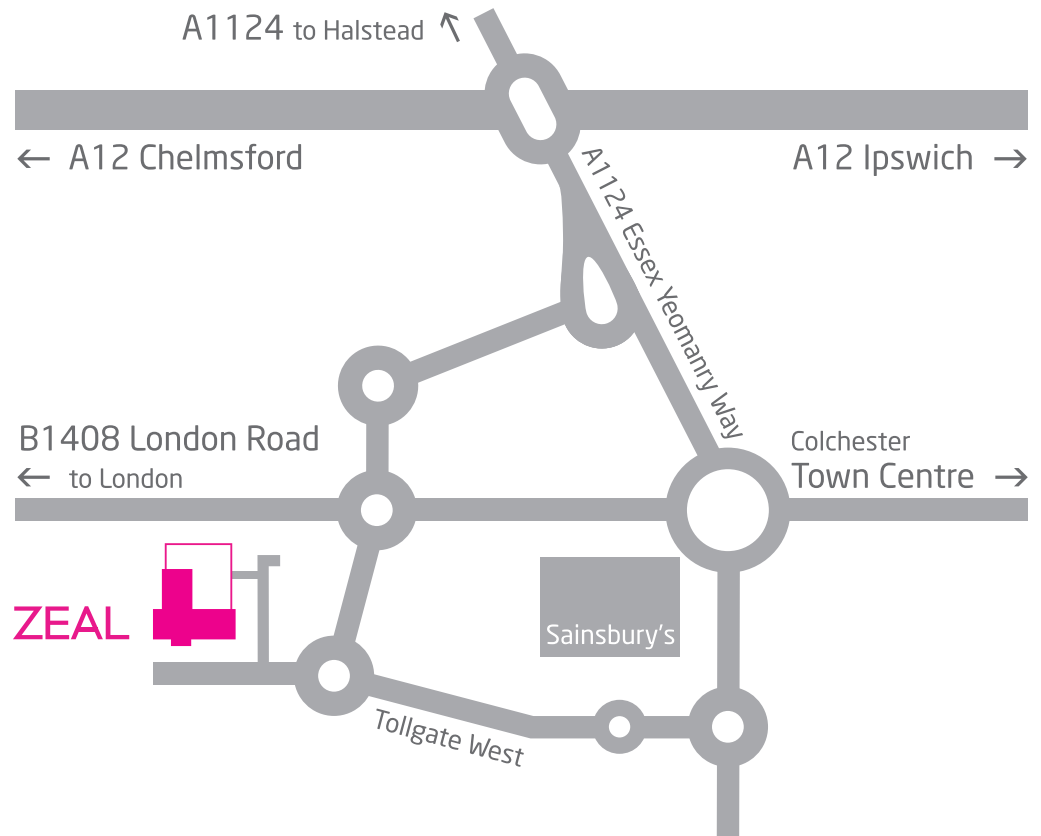 A1124 to Halstead
A12 Chelmsford
A12 Ipswich
A1124 Essex Yeomanry Way
B1408 London Road
to London
Colchester
Town Centre
ZEAL
Sainsbury's
Tollgate West